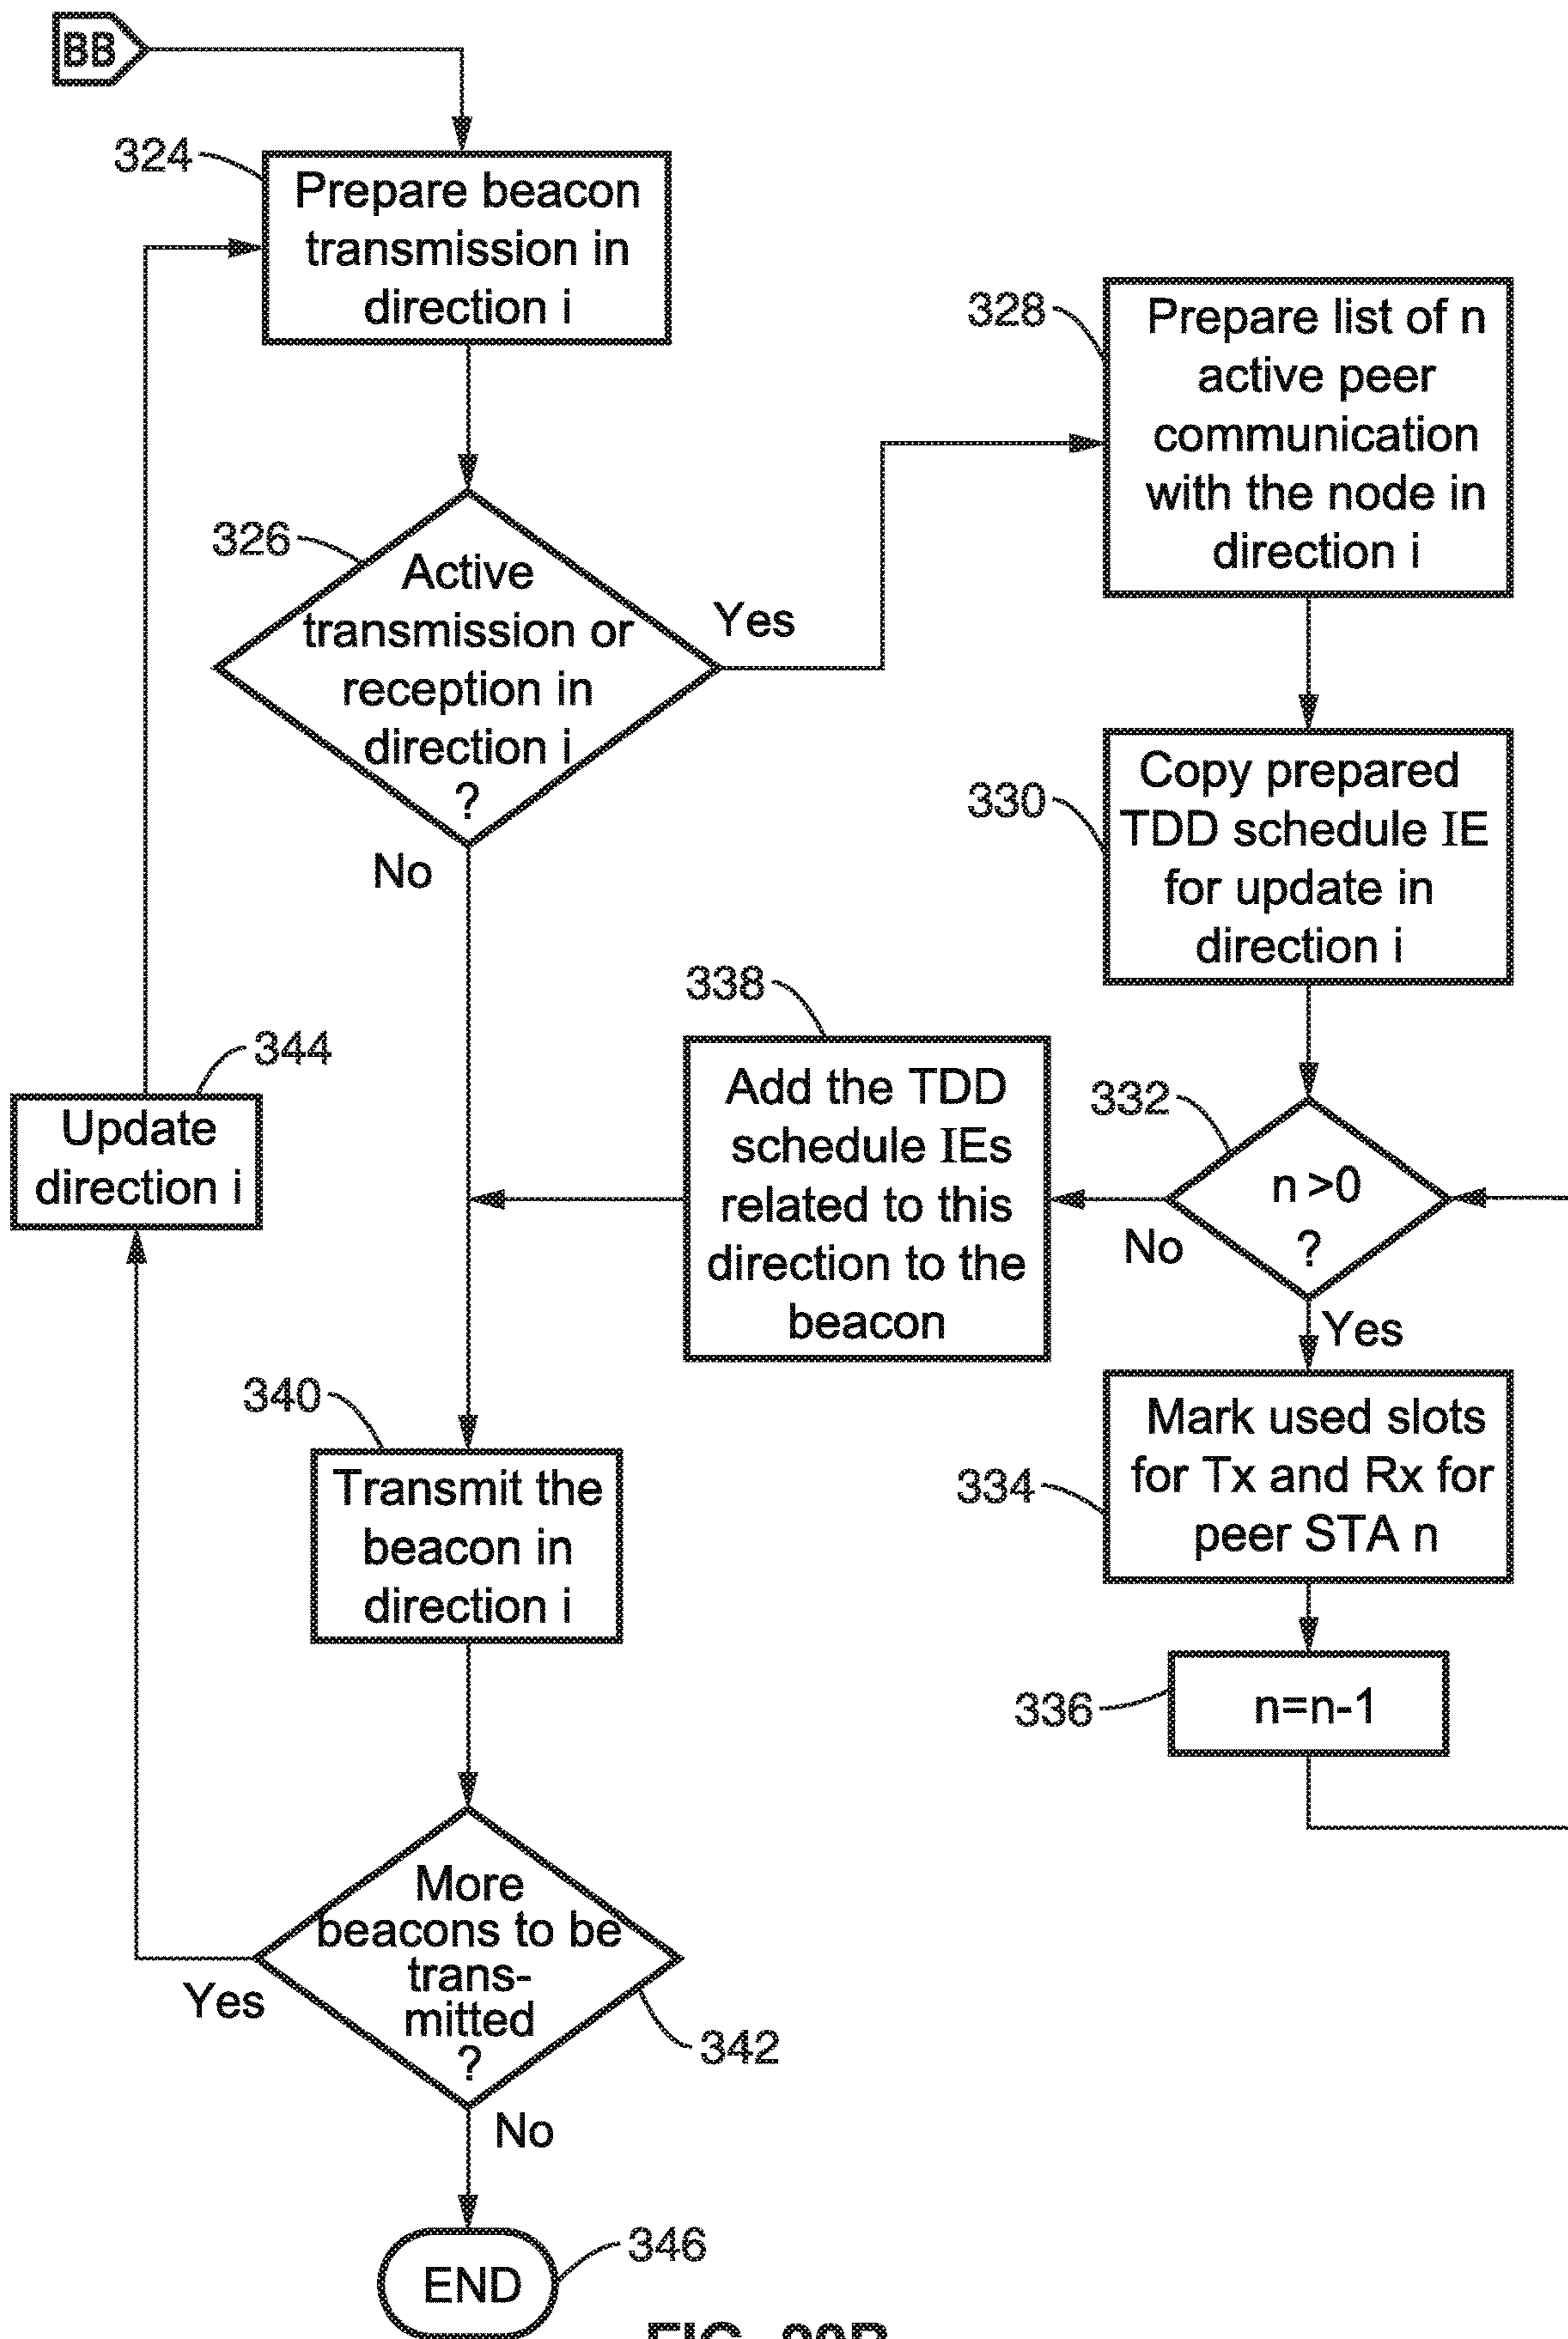 BB
324
Prepare beacon
transmission in
direction i
326
Active
transmission or
reception in
direction i
?
Yes
No
328
Prepare list of n
active peer
communication
with the node in
direction i
330
Copy prepared
TDD schedule IE
for update in
direction i
332
n >0
?
No
Yes
338
Add the TDD
schedule IEs
related to this
direction to the
beacon
334
Mark used slots
for Tx and Rx for
peer STA n
336
n=n-1
344
Update
direction i
340
Transmit the
beacon in
direction i
More
beacons to be
trans-
mitted
?
342
Yes
No
END
346